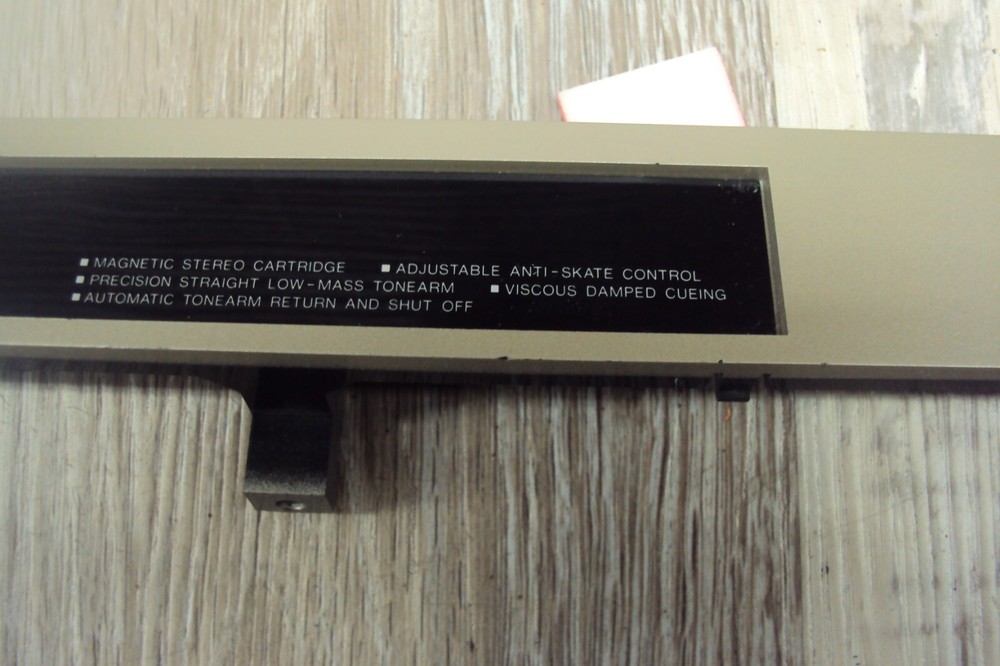 ■ MAGNETIC STEREO CARTRIDGE ■ ADJUSTABLE ANTI-SKATE CONTROL
■ PRECISION STRAIGHT LOW-MASS TONEARM ■ VISCOUS DAMPED CUEING
■ AUTOMATIC TONEARM RETURN AND SHUT OFF